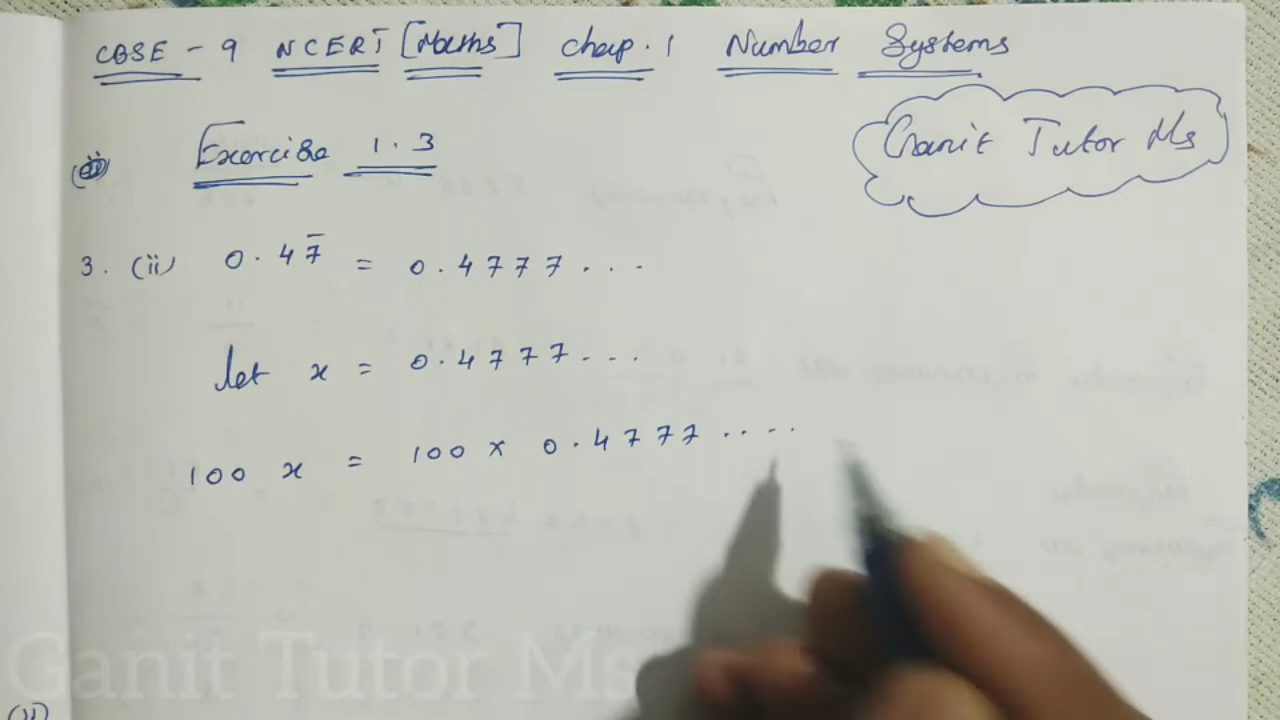 CBSE - 9 NCERT [Maths] chap. 1 Number Systems
Exercise 1.3
Ganit Tutor Ms
3. (ii) 0.47̅ = 0.4777...
let x = 0.4777...
100 x = 100 × 0.4777....
Ganit Tutor Ms